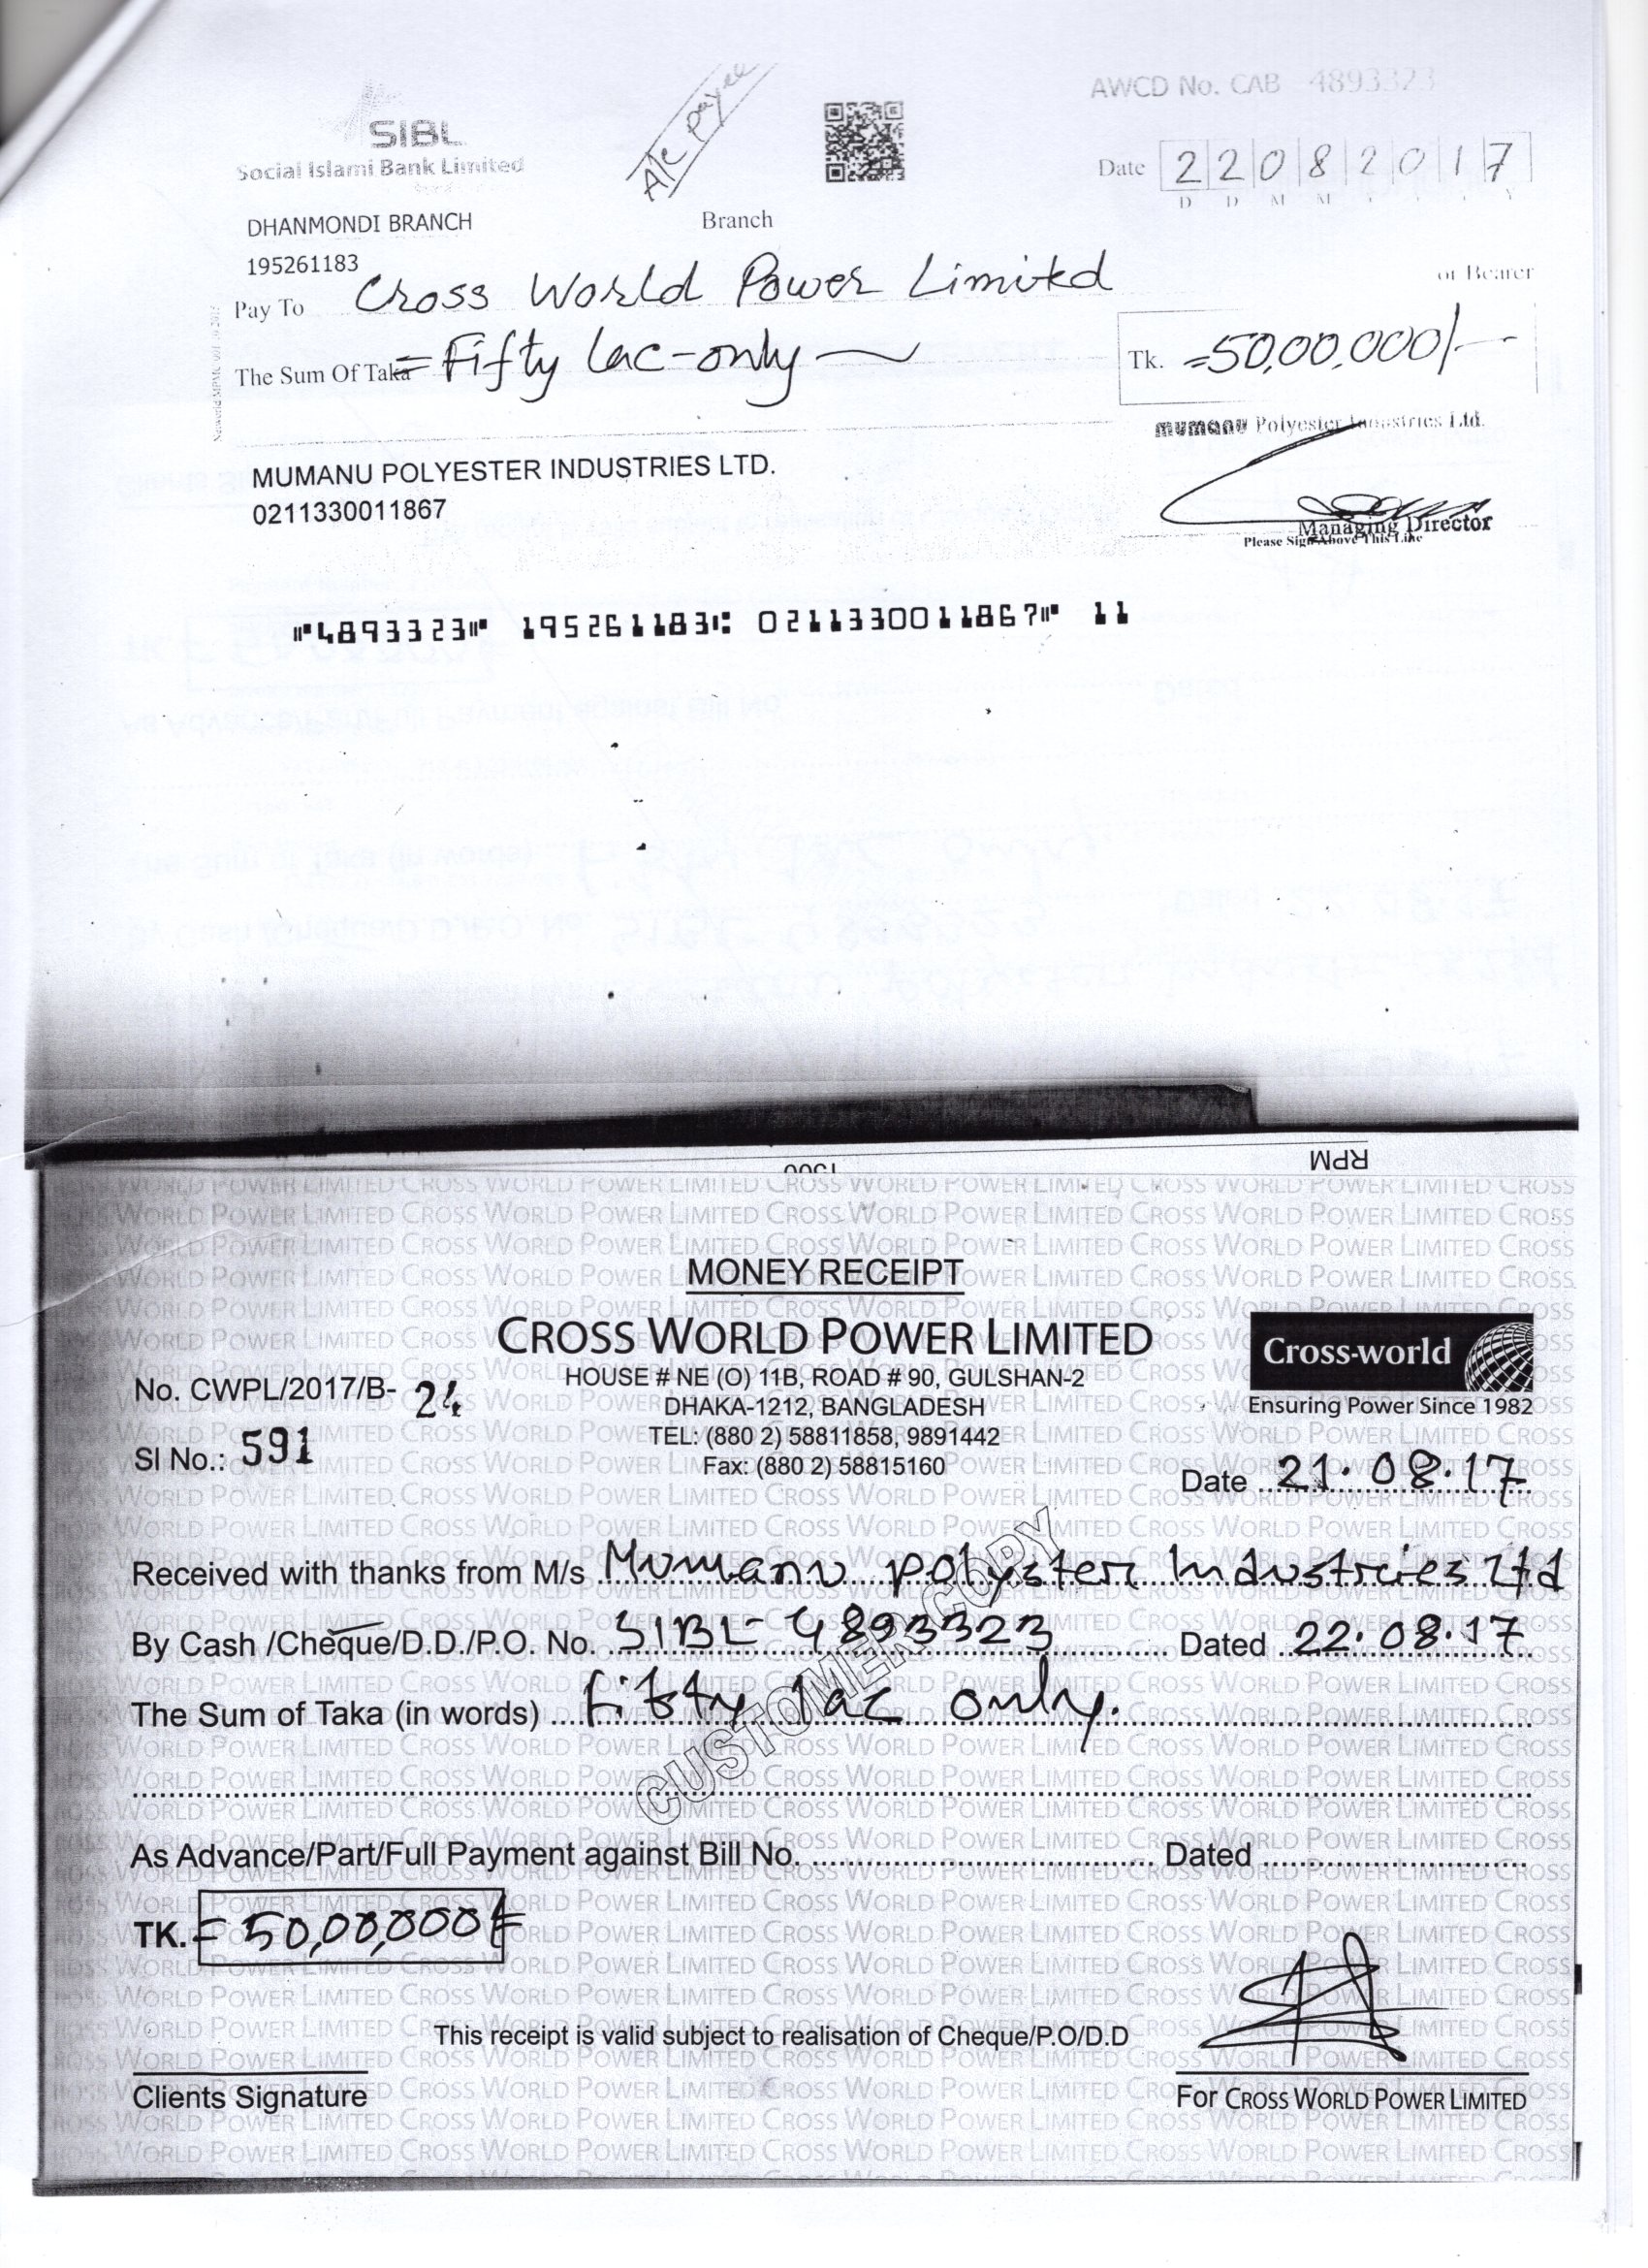 AWCD No. CAB 4893323
SIBL
Social Islami Bank Limited
A/c payee
Date 22082017
D D M M Y
DHANMONDI BRANCH
Branch
195261183
Pay To Cross World Power Limited or Bearer
The Sum Of Taka = Fifty lac-only
Tk. =50,00,000/-
mumanu Polyester Industries Ltd.
MUMANU POLYESTER INDUSTRIES LTD.
0211330011867
Managing Director
Please Sign Above This Line
⑈4893323⑈ 195261183⑆ 0211330011867⑈ 11
RPM
MONEY RECEIPT
CROSS WORLD POWER LIMITED
HOUSE # NE (O) 11B, ROAD # 90, GULSHAN-2
DHAKA-1212, BANGLADESH
TEL: (880 2) 58811858, 9891442
Fax: (880 2) 58815160
Cross-world
Ensuring Power Since 1982
No. CWPL/2017/B- 24
Sl No.: 591
Date 21.08.17
Received with thanks from M/s Mumanu polyster Industries Ltd
By Cash /Cheque/D.D./P.O. No. SIBL-4893323 Dated 22.08.17
The Sum of Taka (in words) fifty lac only.
CUSTOMER COPY
As Advance/Part/Full Payment against Bill No. Dated
TK. = 50,00,000/=
This receipt is valid subject to realisation of Cheque/P.O/D.D
Clients Signature
For CROSS WORLD POWER LIMITED